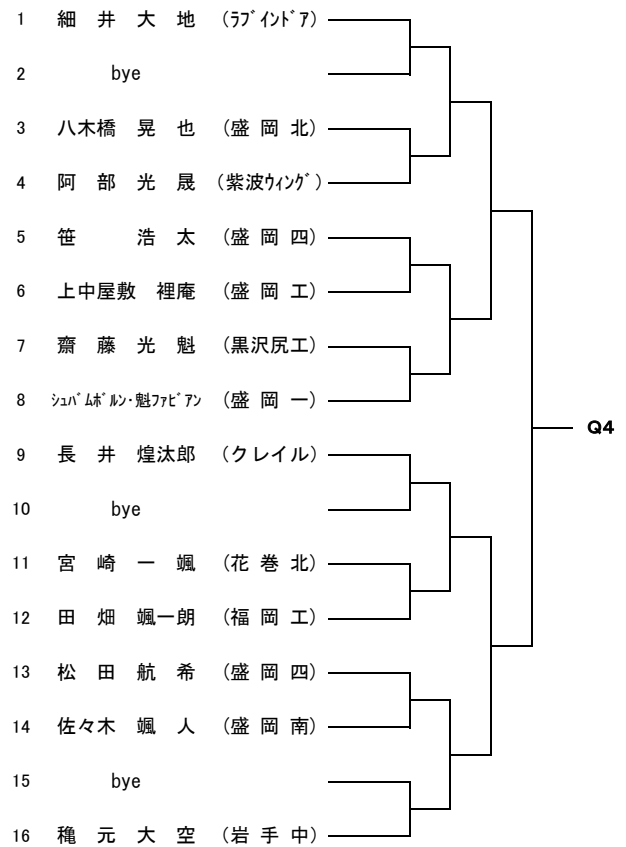 1 細 井 大 地 (ﾗﾌﾞｲﾝﾄﾞｱ)
2 bye
3 八木橋 晃 也 (盛 岡 北)
4 阿 部 光 晟 (紫波ｳｨﾝｸﾞ)
5 笹 浩 太 (盛 岡 四)
6 上中屋敷 裡庵 (盛 岡 工)
7 齋 藤 光 魁 (黒沢尻工)
8 ｼｭﾊﾞﾑﾎﾞﾙﾝ･魁ﾌｧﾋﾞｱﾝ (盛 岡 一)
Q4
9 長 井 煌汰郎 (クレイル)
10 bye
11 宮 崎 一 颯 (花 巻 北)
12 田 畑 颯一朗 (福 岡 工)
13 松 田 航 希 (盛 岡 四)
14 佐々木 颯 人 (盛 岡 南)
15 bye
16 穐 元 大 空 (岩 手 中)